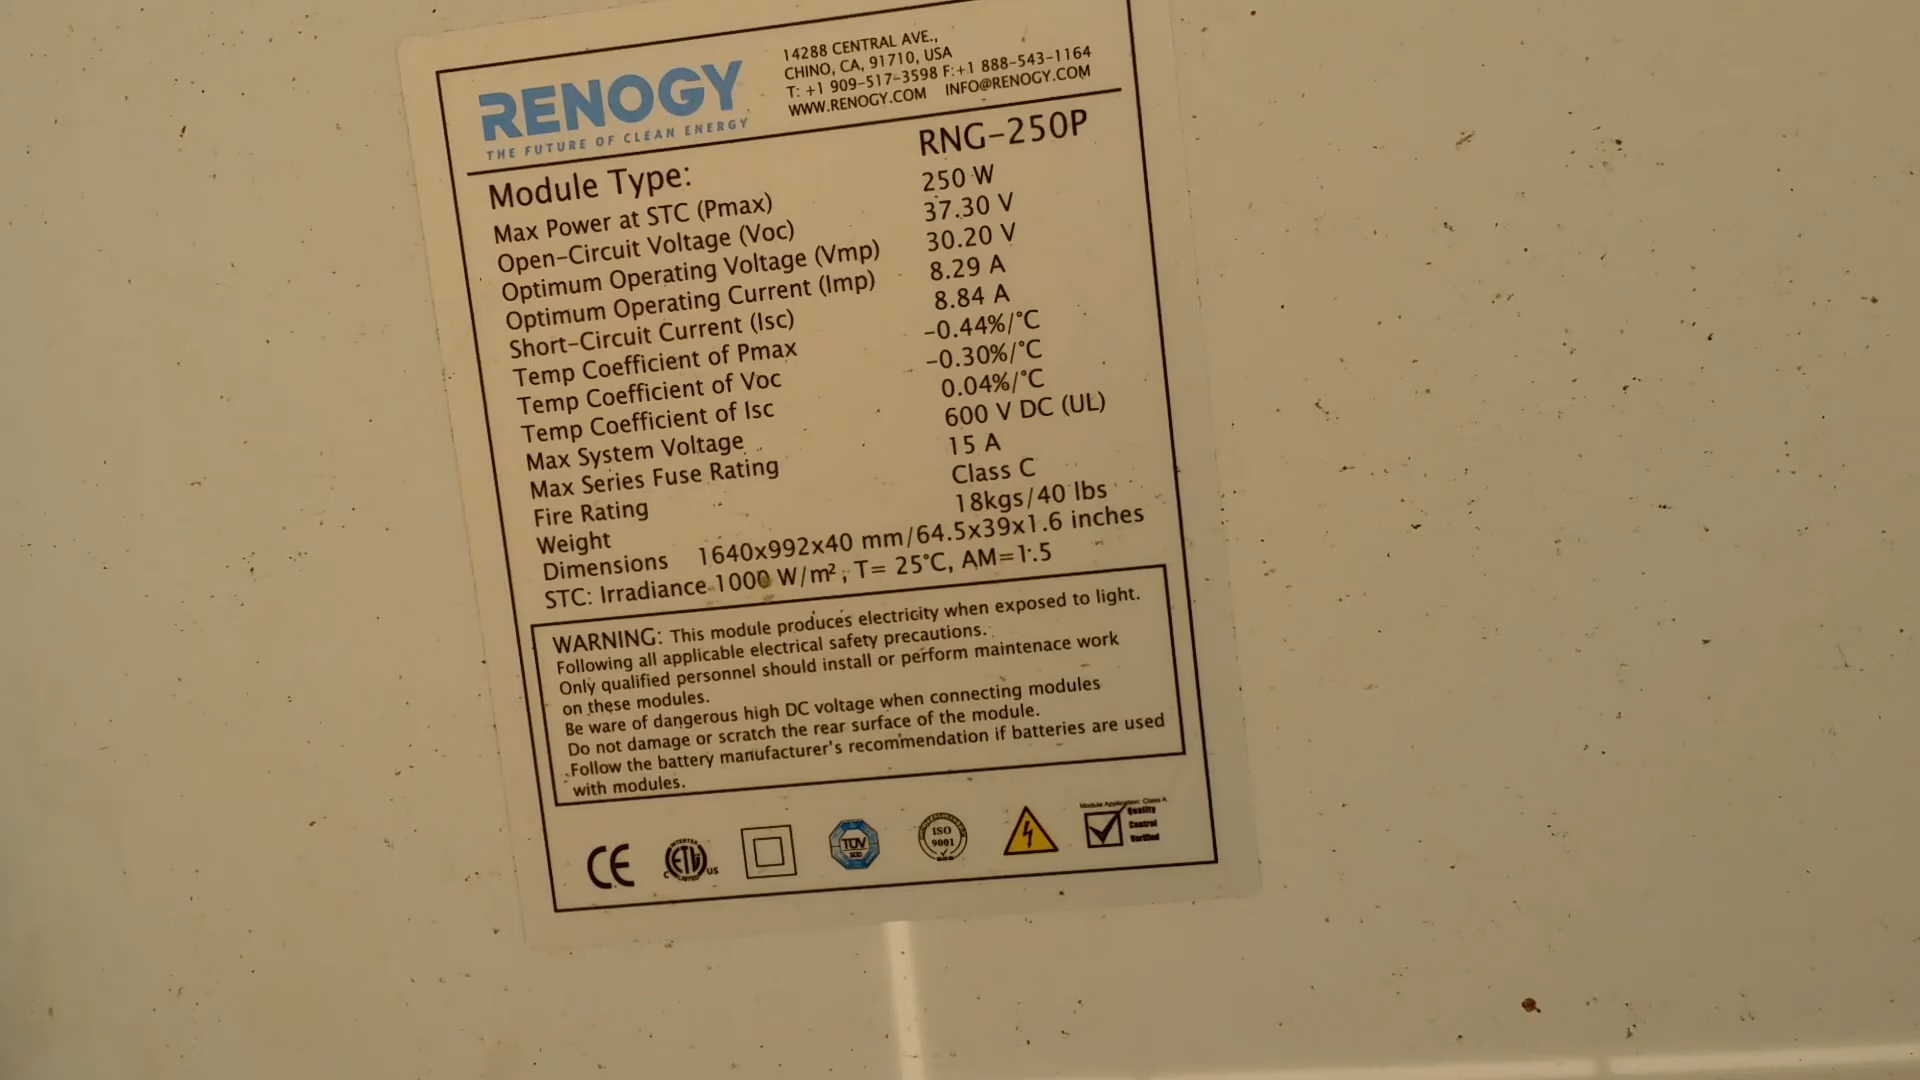 RENOGY
THE FUTURE OF CLEAN ENERGY
14288 CENTRAL AVE.,
CHINO, CA, 91710, USA
T: +1 909-517-3598 F:+1 888-543-1164
WWW.RENOGY.COM INFO@RENOGY.COM
Module Type: RNG-250P
Max Power at STC (Pmax) 250 W
Open-Circuit Voltage (Voc) 37.30 V
Optimum Operating Voltage (Vmp) 30.20 V
Optimum Operating Current (Imp) 8.29 A
Short-Circuit Current (Isc) 8.84 A
Temp Coefficient of Pmax -0.44%/°C
Temp Coefficient of Voc -0.30%/°C
Temp Coefficient of Isc 0.04%/°C
Max System Voltage 600 V DC (UL)
Max Series Fuse Rating 15 A
Fire Rating Class C
Weight 18kgs/40 lbs
Dimensions 1640x992x40 mm/64.5x39x1.6 inches
STC: Irradiance 1000 W/m², T= 25°C, AM=1.5
WARNING: This module produces electricity when exposed to light.
Following all applicable electrical safety precautions.
Only qualified personnel should install or perform maintenace work
on these modules.
Be ware of dangerous high DC voltage when connecting modules
Do not damage or scratch the rear surface of the module.
Follow the battery manufacturer's recommendation if batteries are used
with modules.
CE
INTERTEK
ETL
LISTED
C US
TUV
ISO
9001
Module Application: Class A
Quality
Control
Verified